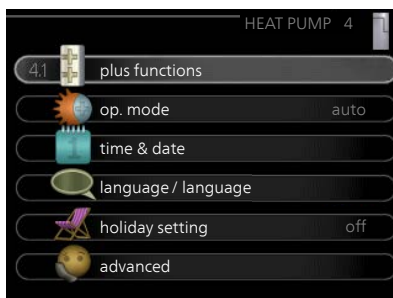 HEAT PUMP 4
4.1 plus functions
op. mode auto
time & date
language / language
holiday setting off
advanced